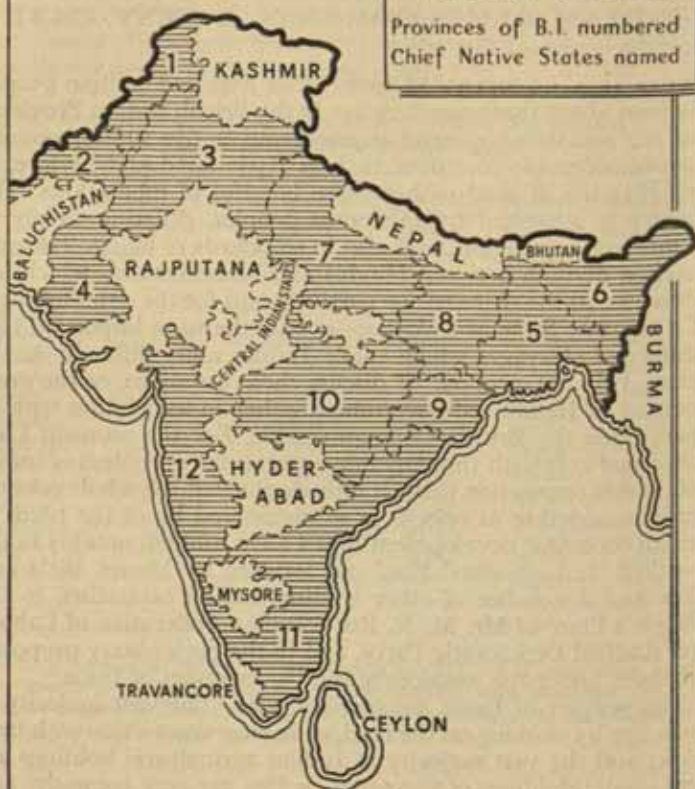 Provinces of B.I. numbered
Chief Native States named
1
KASHMIR
2
3
BALUCHISTAN
NEPAL
BHUTAN
RAJPUTANA
7
4
CENTRAL INDIAN STATES
8
5
6
BURMA
10
9
12
HYDER
ABAD
MYSORE
11
TRAVANCORE
CEYLON